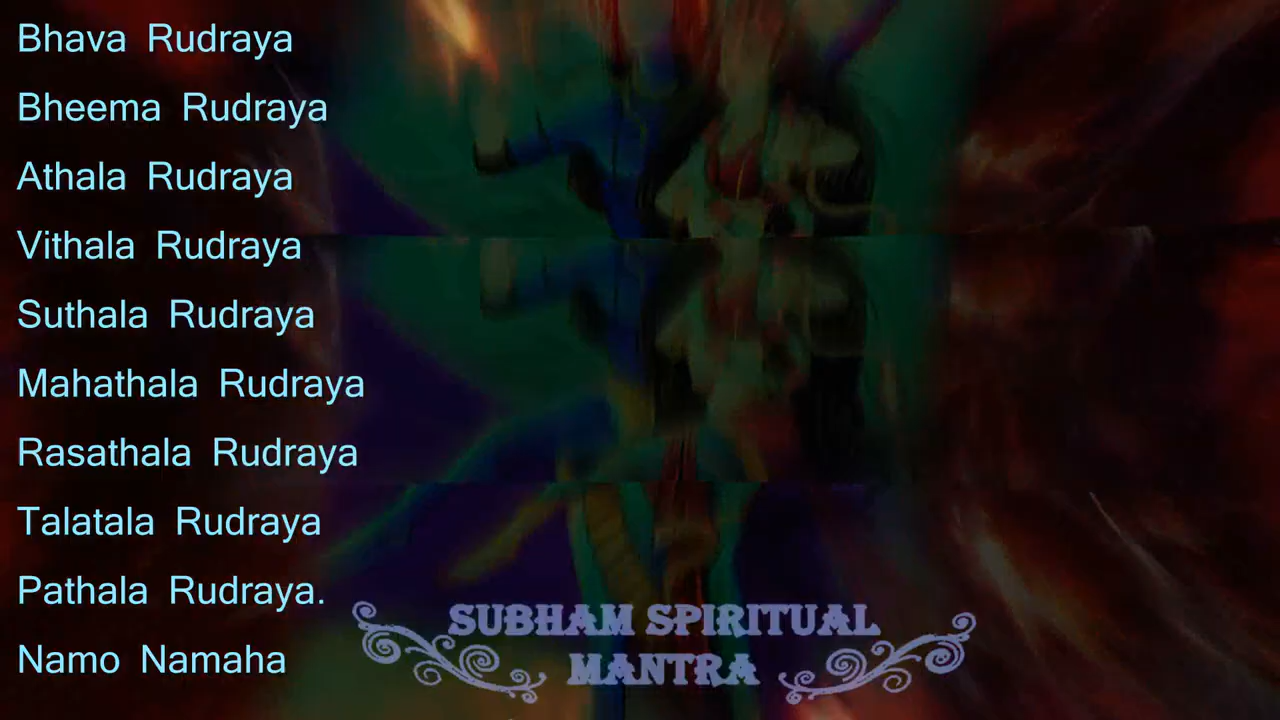 Bhava Rudraya
Bheema Rudraya
Athala Rudraya
Vithala Rudraya
Suthala Rudraya
Mahathala Rudraya
Rasathala Rudraya
Talatala Rudraya
Pathala Rudraya.
Namo Namaha
SUBHAM SPIRITUAL
MANTRA